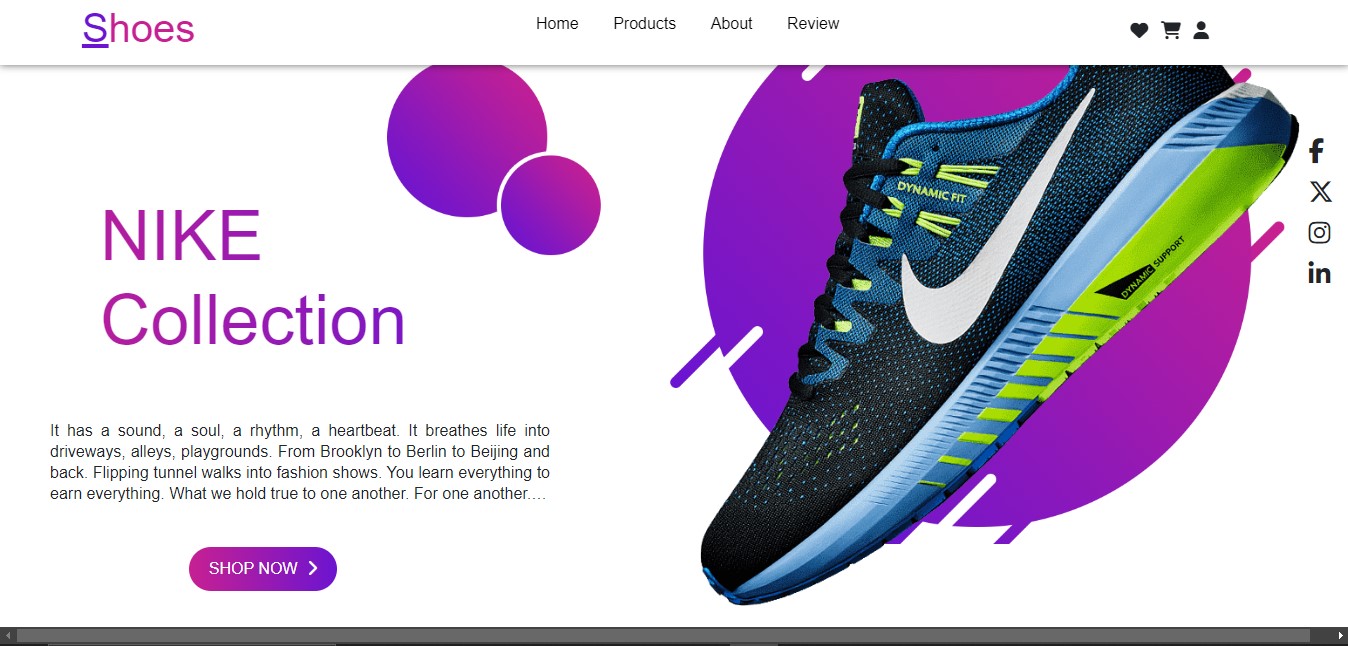 Shoes
Home Products About Review
NIKE
Collection
It has a sound, a soul, a rhythm, a heartbeat. It breathes life into
driveways, alleys, playgrounds. From Brooklyn to Berlin to Beijing and
back. Flipping tunnel walks into fashion shows. You learn everything to
earn everything. What we hold true to one another. For one another....
SHOP NOW
DYNAMIC FIT
DYNAMIC SUPPORT